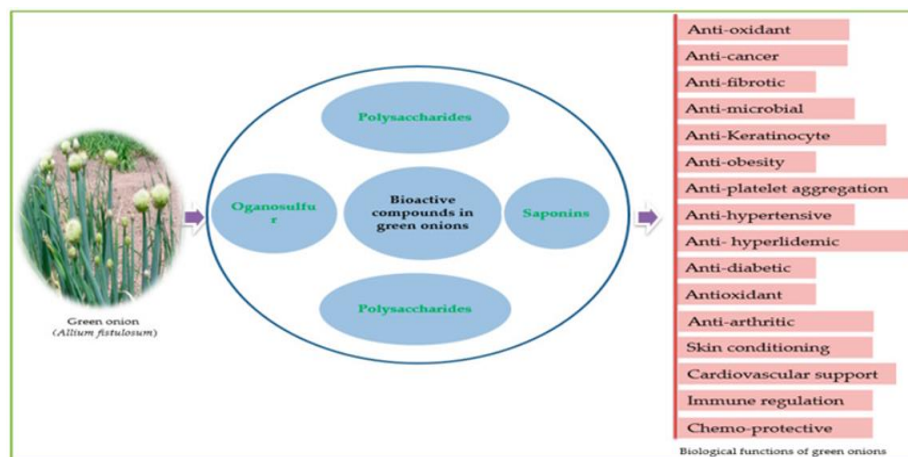 Green onion
(Allium fistulosum)
Polysaccharides
Oganosulfu
r
Bioactive
compounds in
green onions
Saponins
Polysaccharides
Anti-oxidant
Anti-cancer
Anti-fibrotic
Anti-microbial
Anti-Keratinocyte
Anti-obesity
Anti-platelet aggregation
Anti-hypertensive
Anti- hyperlidemic
Anti-diabetic
Antioxidant
Anti-arthritic
Skin conditioning
Cardiovascular support
Immune regulation
Chemo-protective
Biological functions of green onions